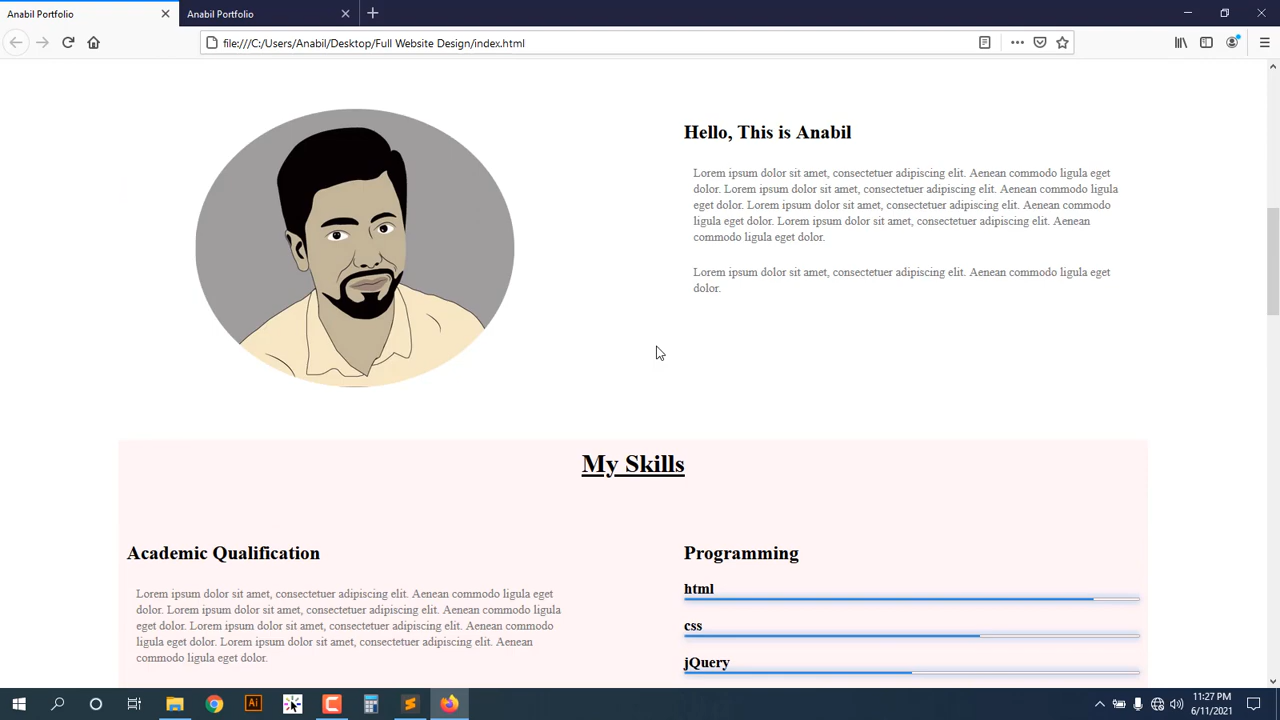 Anabil Portfolio
Anabil Portfolio
file:///C:/Users/Anabil/Desktop/Full Website Design/index.html
Hello, This is Anabil
Lorem ipsum dolor sit amet, consectetuer adipiscing elit. Aenean commodo ligula eget
dolor. Lorem ipsum dolor sit amet, consectetuer adipiscing elit. Aenean commodo ligula
eget dolor. Lorem ipsum dolor sit amet, consectetuer adipiscing elit. Aenean commodo
ligula eget dolor. Lorem ipsum dolor sit amet, consectetuer adipiscing elit. Aenean
commodo ligula eget dolor.
Lorem ipsum dolor sit amet, consectetuer adipiscing elit. Aenean commodo ligula eget
dolor.
My Skills
Academic Qualification
Lorem ipsum dolor sit amet, consectetuer adipiscing elit. Aenean commodo ligula eget
dolor. Lorem ipsum dolor sit amet, consectetuer adipiscing elit. Aenean commodo ligula
eget dolor. Lorem ipsum dolor sit amet, consectetuer adipiscing elit. Aenean commodo
ligula eget dolor. Lorem ipsum dolor sit amet, consectetuer adipiscing elit. Aenean
commodo ligula eget dolor.
Programming
html
css
jQuery
Ai
11:27 PM
6/11/2021